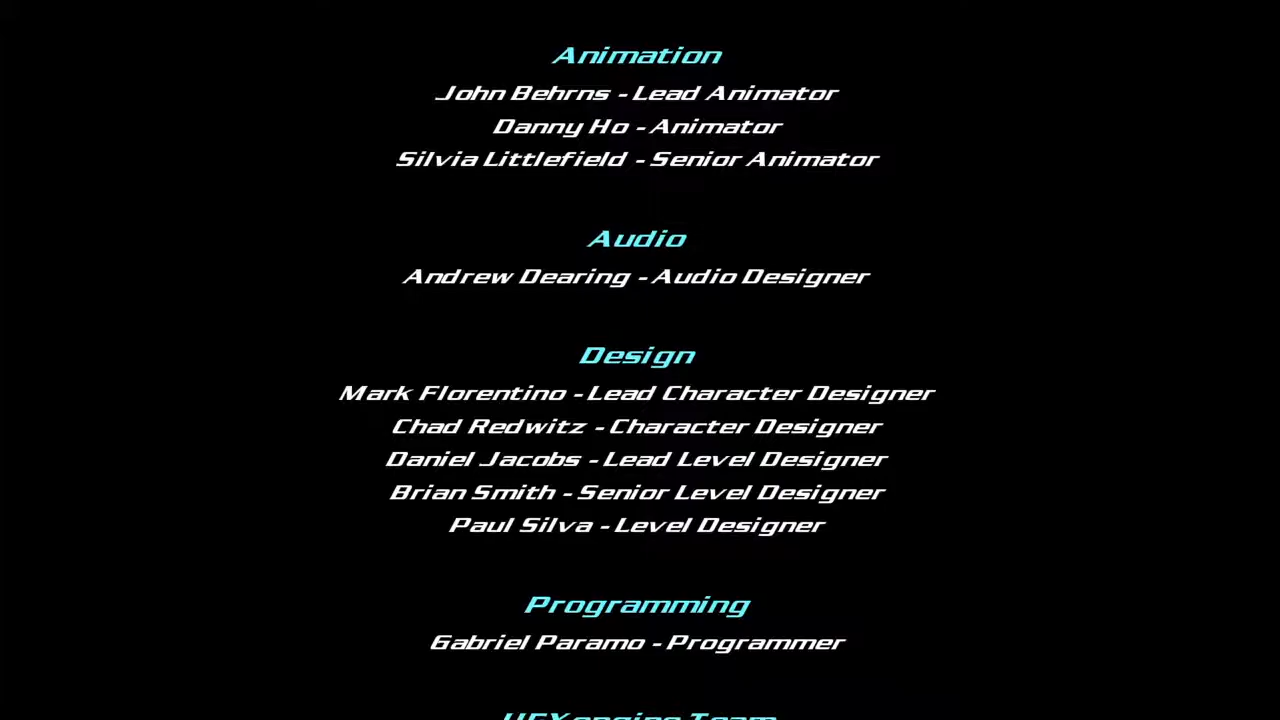 Animation
John Behrns - Lead Animator
Danny Ho - Animator
Silvia Littlefield - Senior Animator
Audio
Andrew Dearing - Audio Designer
Design
Mark Florentino - Lead Character Designer
Chad Redwitz - Character Designer
Daniel Jacobs - Lead Level Designer
Brian Smith - Senior Level Designer
Paul Silva - Level Designer
Programming
Gabriel Paramo - Programmer
Team